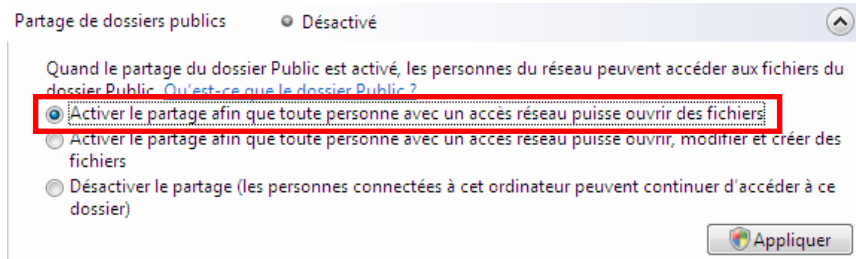 Partage de dossiers publics Désactivé
Quand le partage du dossier Public est activé, les personnes du réseau peuvent accéder aux fichiers du
dossier Public. Qu'est-ce que le dossier Public ?
Activer le partage afin que toute personne avec un accès réseau puisse ouvrir des fichiers
Activer le partage afin que toute personne avec un accès réseau puisse ouvrir, modifier et créer des
fichiers
Désactiver le partage (les personnes connectées à cet ordinateur peuvent continuer d'accéder à ce
dossier)
Appliquer